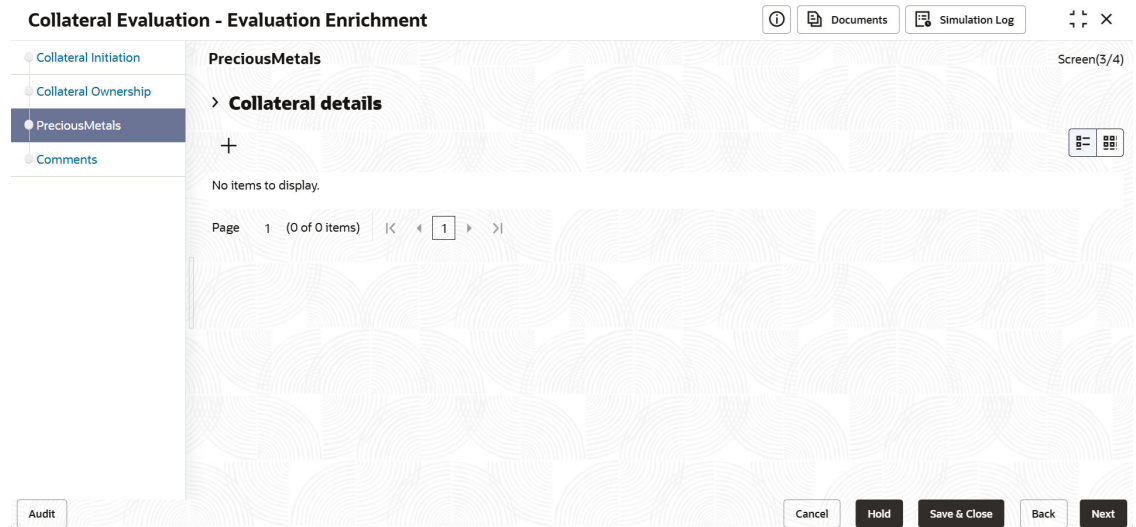 Collateral Evaluation - Evaluation Enrichment
Documents
Simulation Log
Collateral Initiation
Collateral Ownership
PreciousMetals
Comments
PreciousMetals
Screen(3/4)
Collateral details
No items to display.
Page 1 (0 of 0 items) 1
Audit
Cancel
Hold
Save & Close
Back
Next